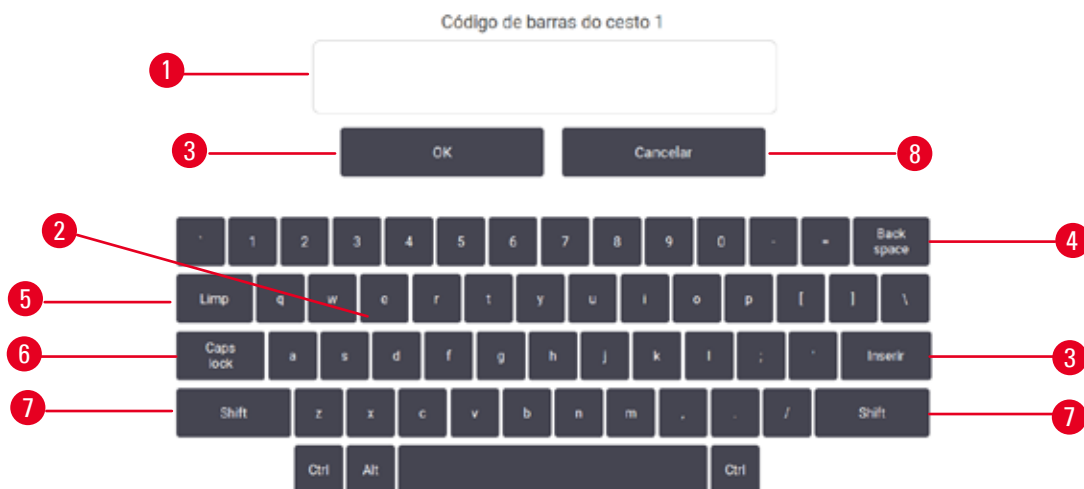 Código de barras do cesto 1
1
3 OK Cancelar 8
2
` 1 2 3 4 5 6 7 8 9 0 - = Back space 4
5 Limp q w e r t y u i o p [ ] \
6 Caps lock a s d f g h j k l ; ' Inserir 3
7 Shift z x c v b n m , . / Shift 7
Ctrl Alt Ctrl